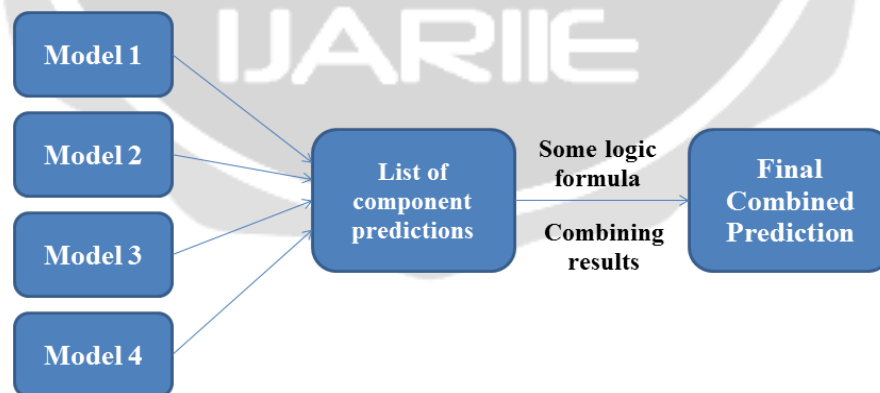 IJARIIE
Model 1
Model 2
Model 3
Model 4
List of
component
predictions
Some logic
formula
Combining
results
Final
Combined
Prediction